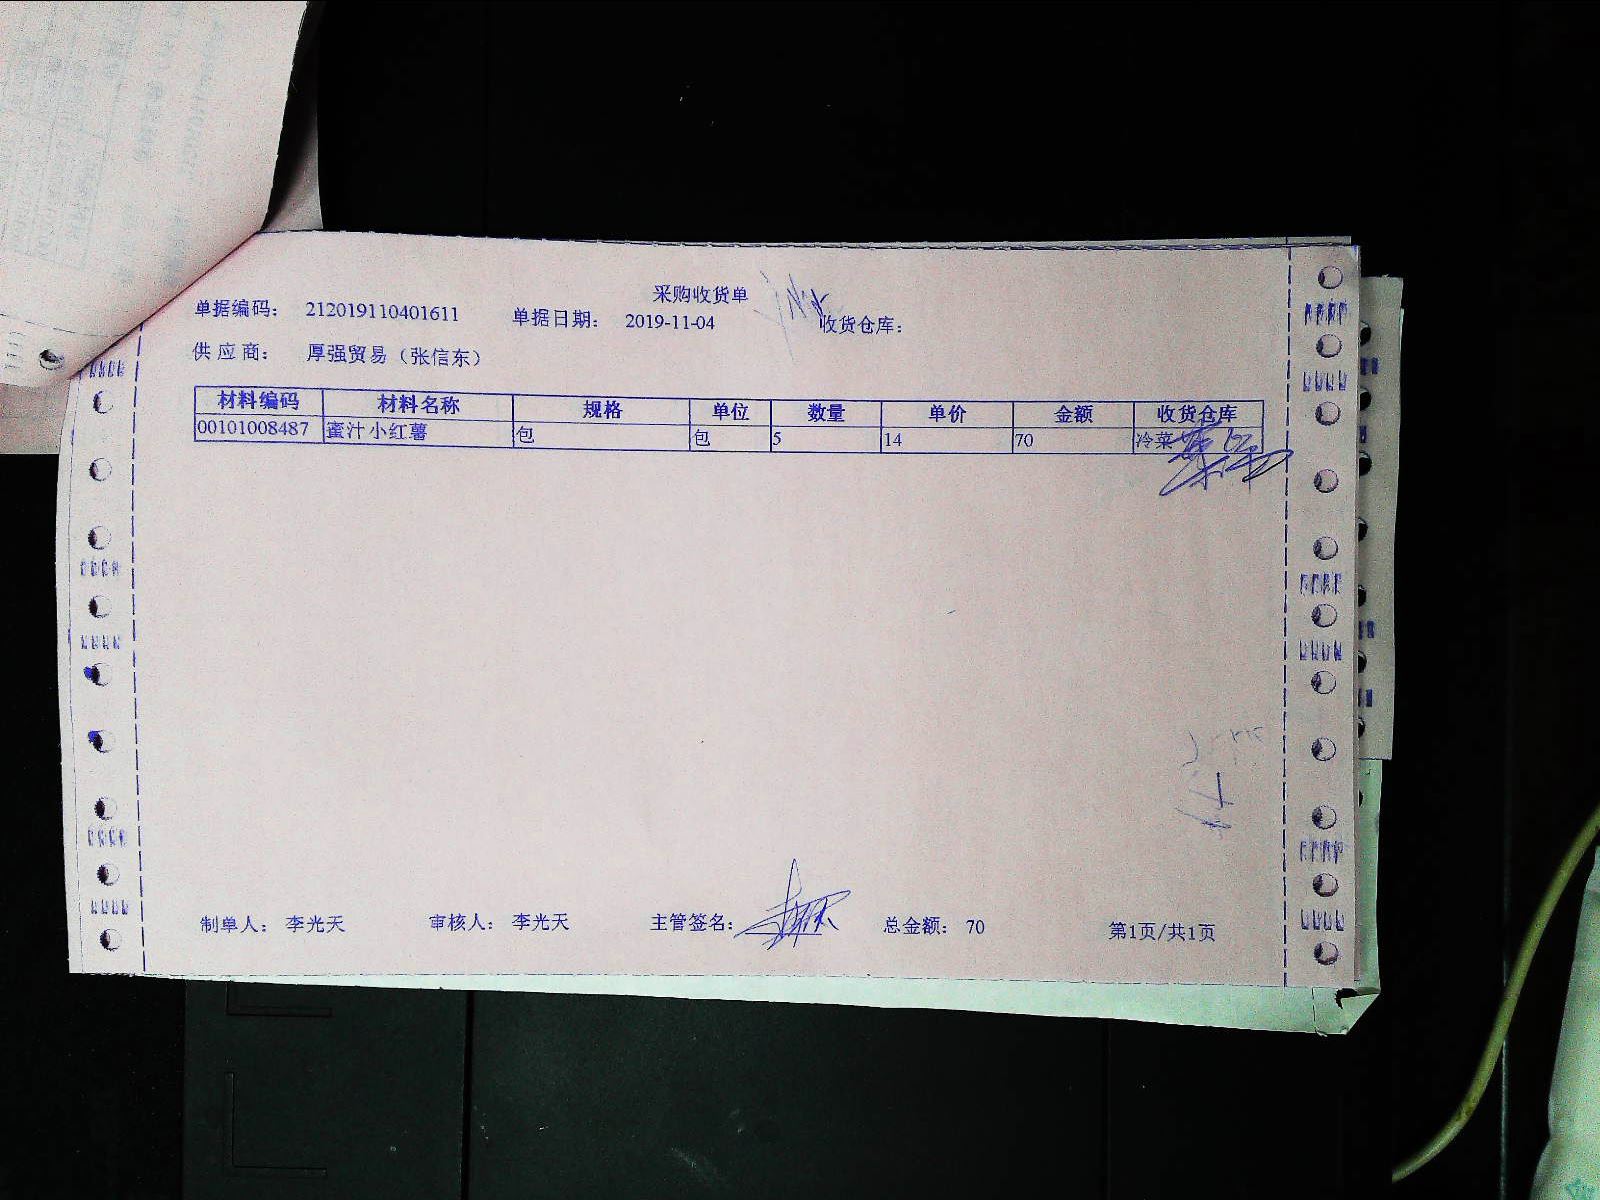 采购收货单
单据编码： 212019110401611 单据日期： 2019-11-04 收货仓库：
供应商： 厚强贸易（张信东）
材料编码 材料名称 规格 单位 数量 单价 金额 收货仓库
00101008487 蜜汁小红薯 包 包 5 14 70 冷菜
制单人： 李光天 审核人： 李光天 主管签名： 总金额： 70 第1页/共1页